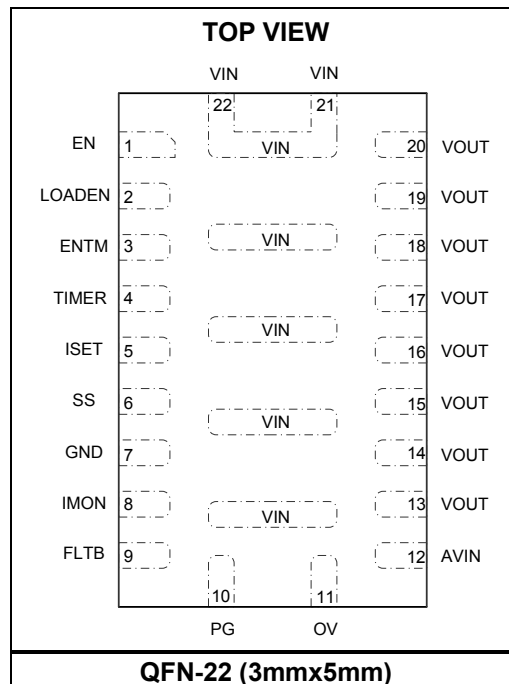 TOP VIEW
VIN VIN
22 21
EN 1 VIN 20 VOUT
LOADEN 2 19 VOUT
ENTM 3 VIN 18 VOUT
TIMER 4 17 VOUT
VIN
ISET 5 16 VOUT
SS 6 15 VOUT
VIN
GND 7 14 VOUT
IMON 8 13 VOUT
VIN
FLTB 9 12 AVIN
10 11
PG OV
QFN-22 (3mmx5mm)